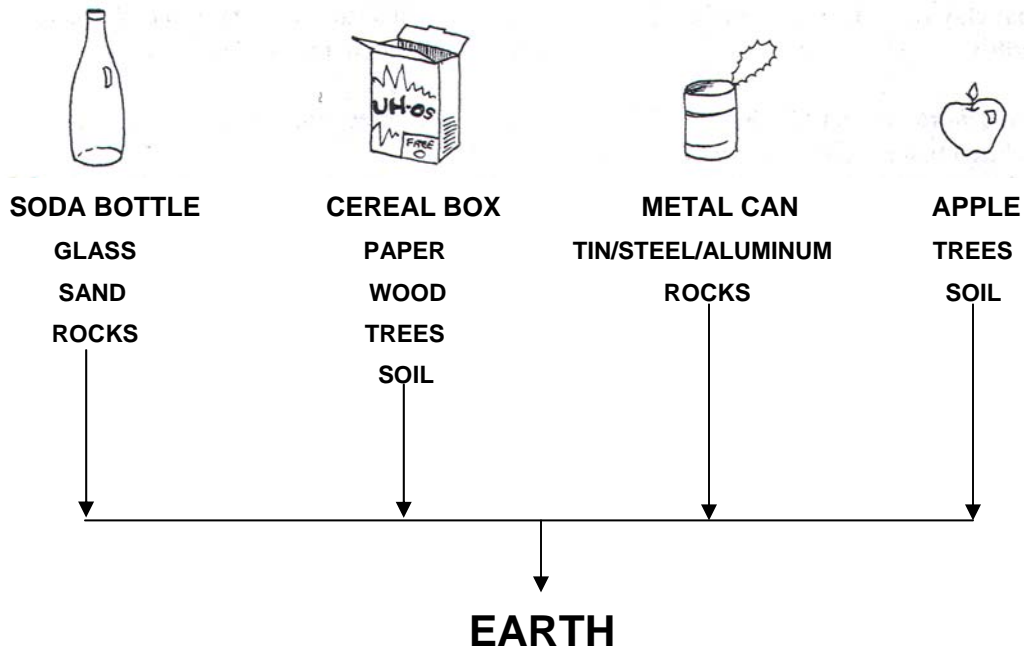 UH-OS
FREE
SODA BOTTLE
GLASS
SAND
ROCKS
CEREAL BOX
PAPER
WOOD
TREES
SOIL
METAL CAN
TIN/STEEL/ALUMINUM
ROCKS
APPLE
TREES
SOIL
EARTH